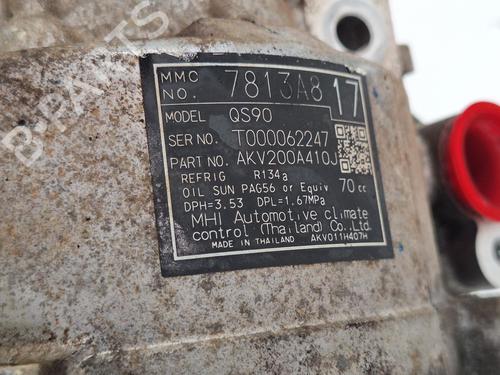 MMC NO. 7813A817
MODEL QS90
SER NO. T000062247
PART NO. AKV200A410J
REFRIG R134a
OIL SUN PAG56 or Equiv 70 cc
DPH=3.53 DPL=1.67MPa
MHI Automotive climate
control (Thailand) Co., Ltd.
MADE IN THAILAND AKV011H407H
B-PARTS